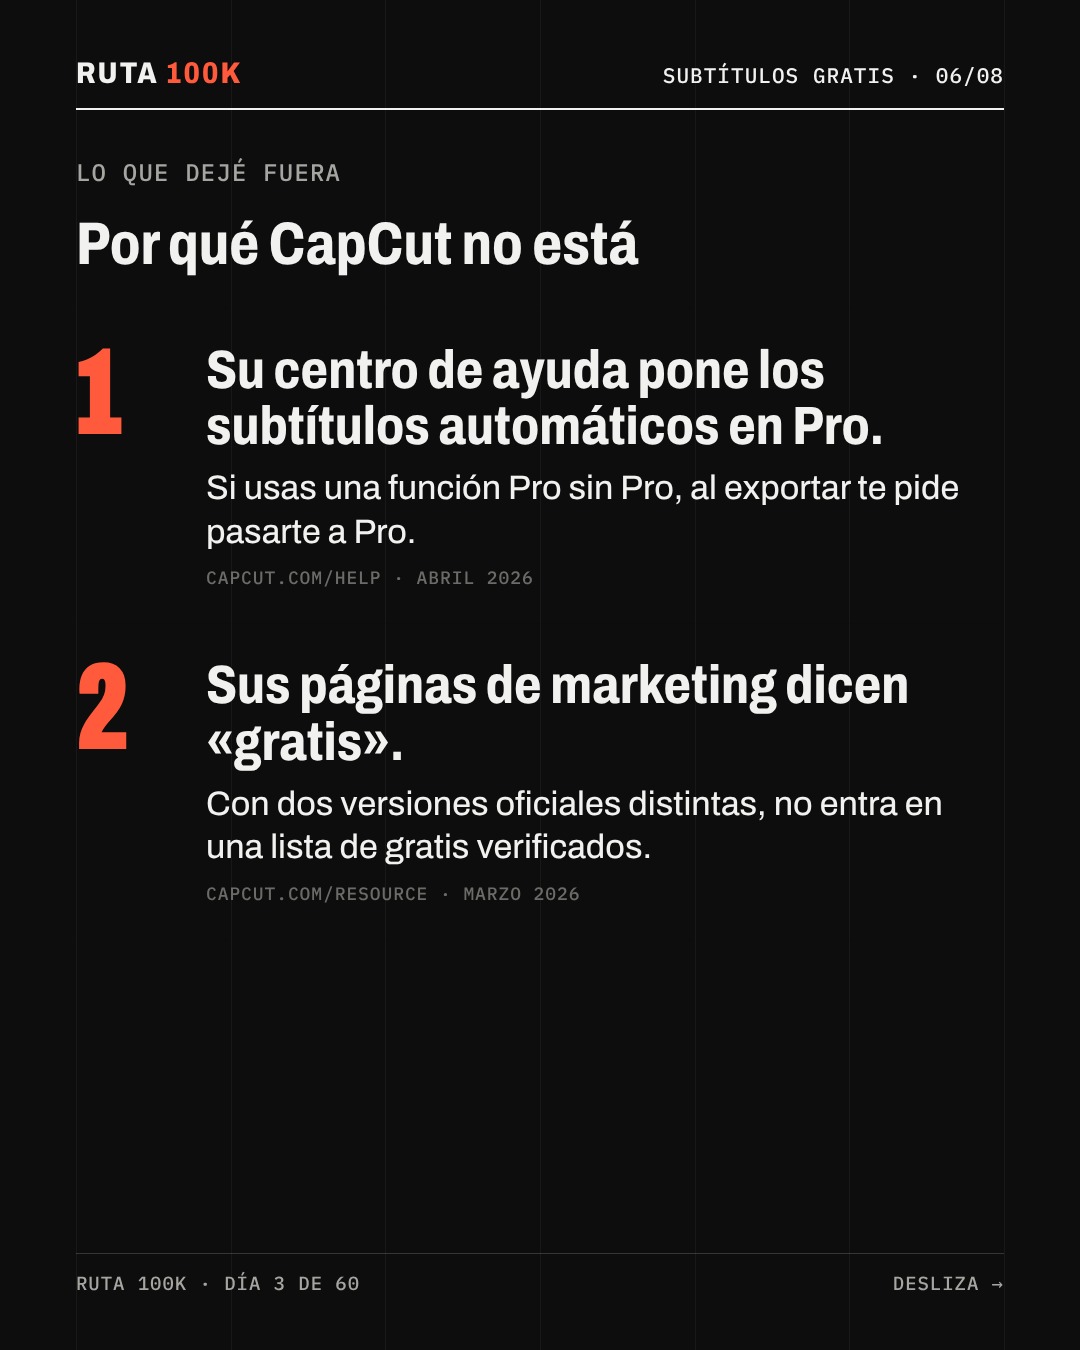 RUTA 100K
SUBTÍTULOS GRATIS · 06/08
LO QUE DEJÉ FUERA
Por qué CapCut no está
1
Su centro de ayuda pone los
subtítulos automáticos en Pro.
Si usas una función Pro sin Pro, al exportar te pide
pasarte a Pro.
CAPCUT.COM/HELP · ABRIL 2026
2
Sus páginas de marketing dicen
«gratis».
Con dos versiones oficiales distintas, no entra en
una lista de gratis verificados.
CAPCUT.COM/RESOURCE · MARZO 2026
RUTA 100K · DÍA 3 DE 60
DESLIZA →